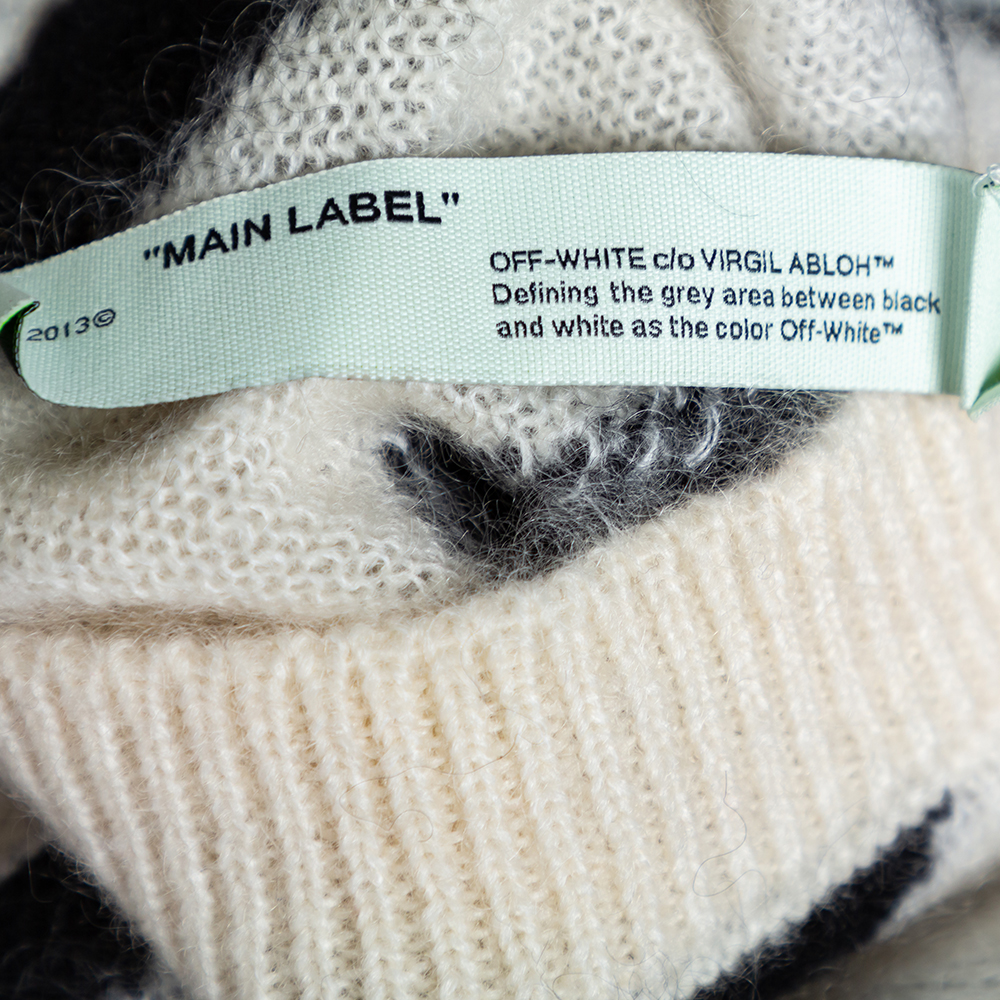 "MAIN LABEL"
2013©
OFF-WHITE c/o VIRGIL ABLOH™
Defining the grey area between black
and white as the color Off-White™